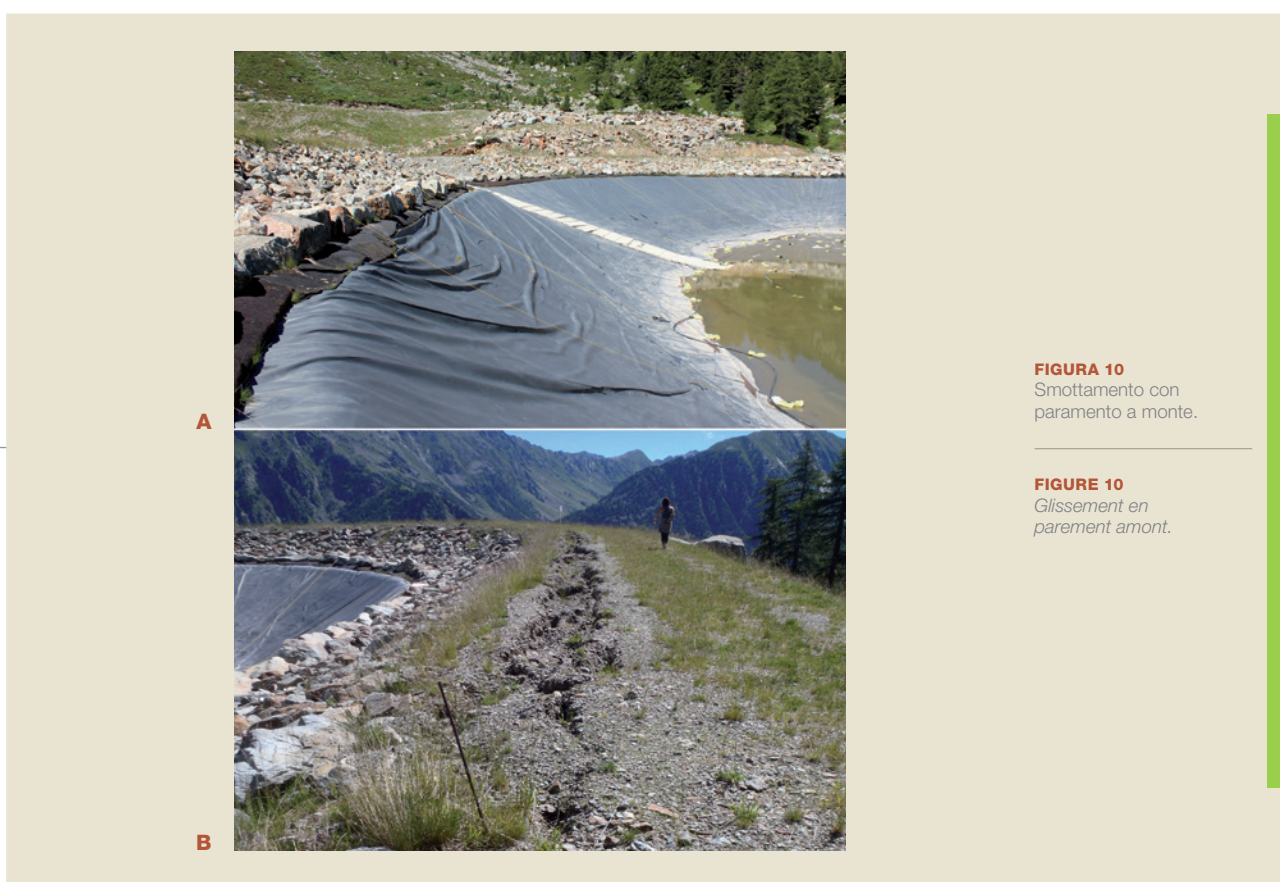 A
B
FIGURA 10
Smottamento con
paramento a monte.
FIGURE 10
Glissement en
parement amont.